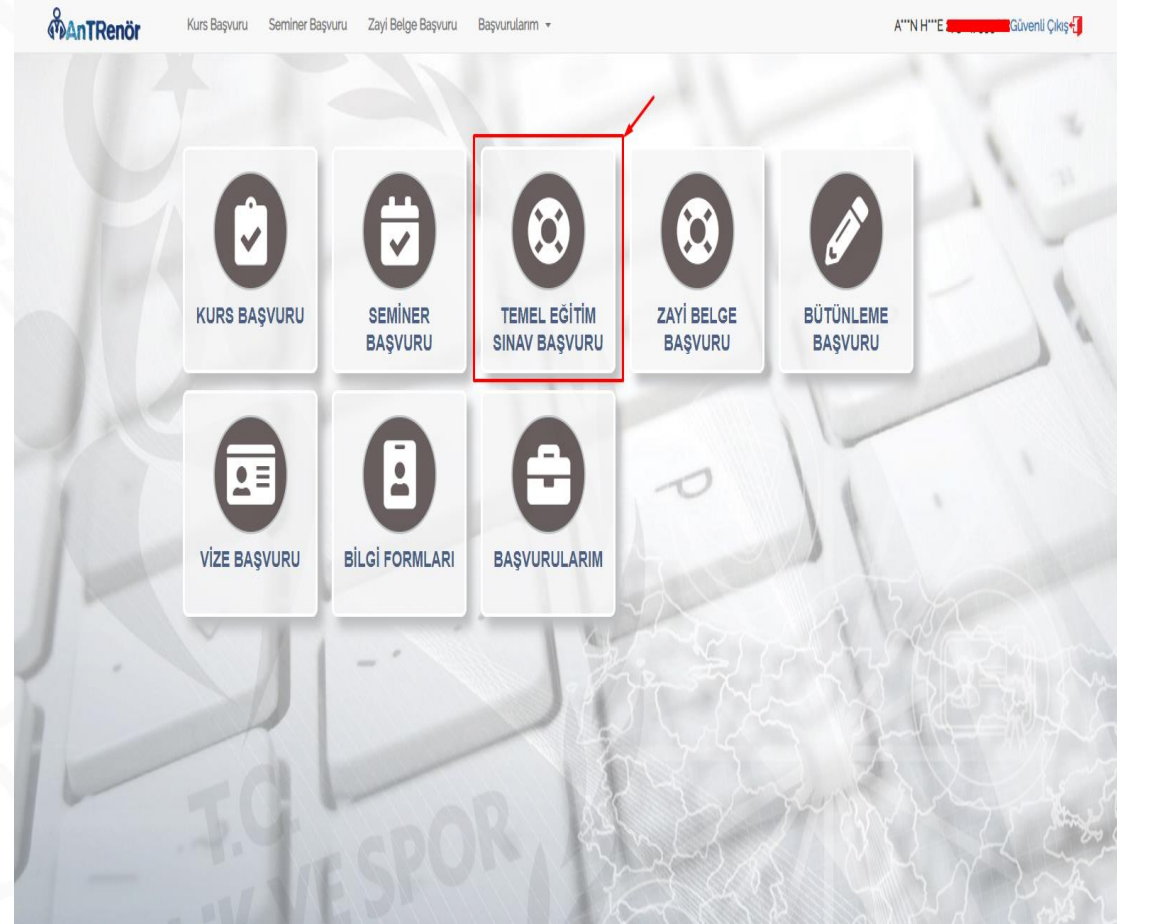 AnTRenör
Kurs Başvuru Seminer Başvuru Zayi Belge Başvuru Başvurularım
A***N H***E Güvenli Çıkış
KURS BAŞVURU
SEMİNER
BAŞVURU
TEMEL EĞİTİM
SINAV BAŞVURU
ZAYİ BELGE
BAŞVURU
BÜTÜNLEME
BAŞVURU
VİZE BAŞVURU
BİLGİ FORMLARI
BAŞVURULARIM
P
T.C.
VE SPOR